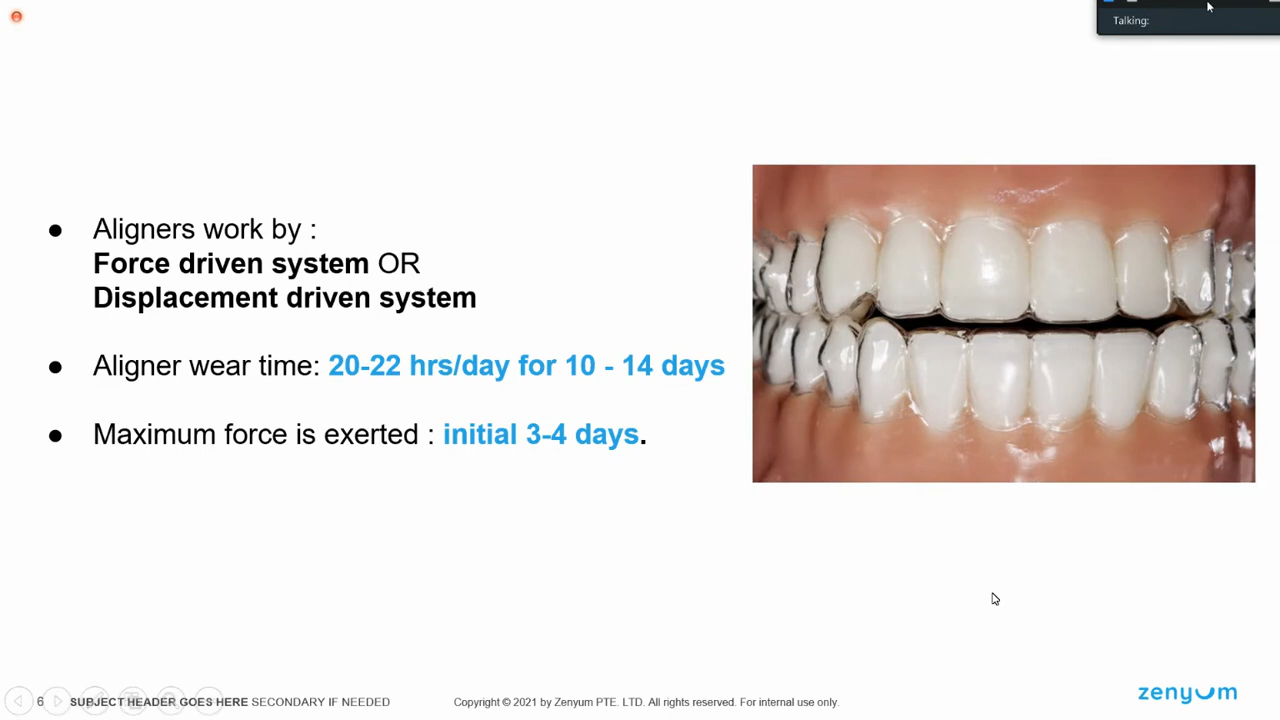 Talking:
● Aligners work by :
Force driven system OR
Displacement driven system
● Aligner wear time: 20-22 hrs/day for 10 - 14 days
● Maximum force is exerted : initial 3-4 days.
6 SUBJECT HEADER GOES HERE SECONDARY IF NEEDED
Copyright © 2021 by Zenyum PTE. LTD. All rights reserved. For internal use only.
zenyum